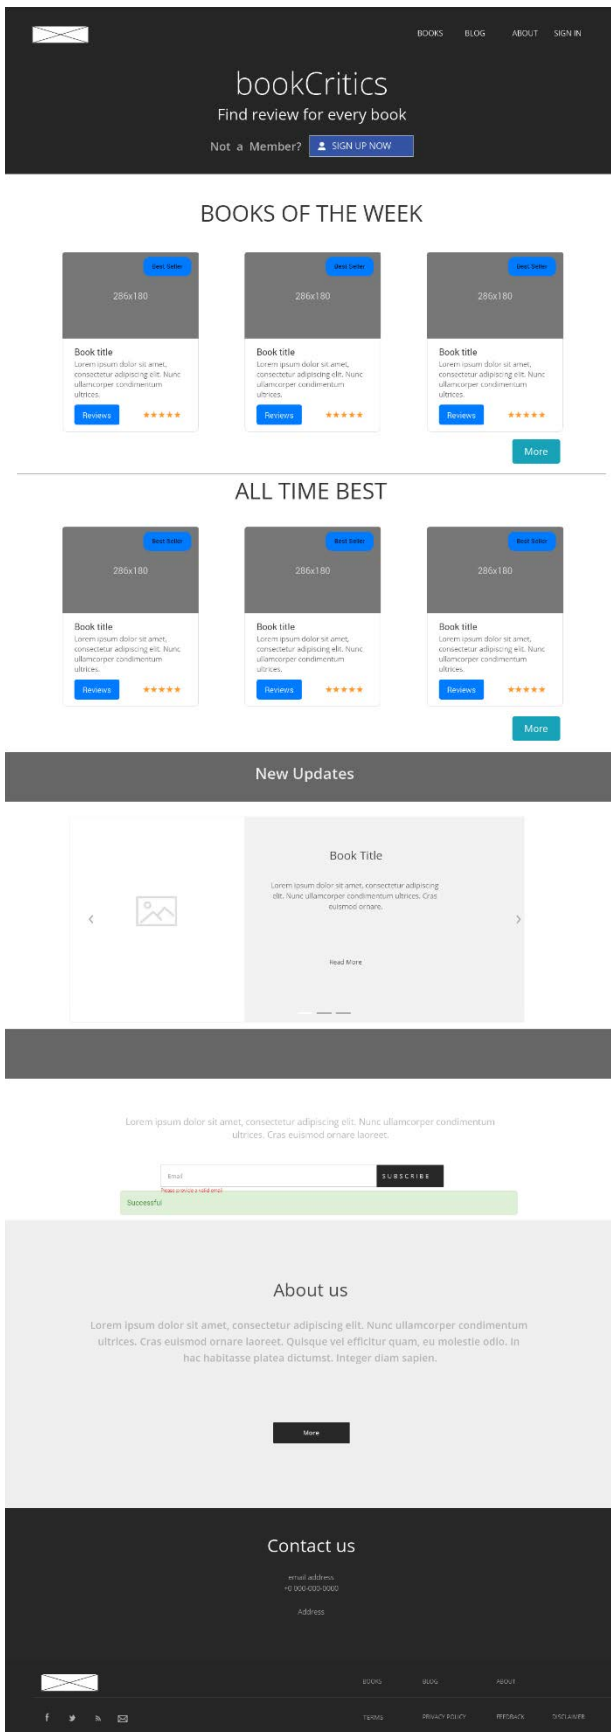 BOOKS BLOG ABOUT SIGN IN
bookCritics
Find review for every book
Not a Member? SIGN UP NOW
BOOKS OF THE WEEK
Best Seller Best Seller Best Seller
286x180 286x180 286x180
Book title Book title Book title
Lorem ipsum dolor sit amet, Lorem ipsum dolor sit amet, Lorem ipsum dolor sit amet,
consectetur adipiscing elit. Nunc consectetur adipiscing elit. Nunc consectetur adipiscing elit. Nunc
ullamcorper condimentum ullamcorper condimentum ullamcorper condimentum
ultrices. ultrices. ultrices.
Reviews Reviews Reviews
More
ALL TIME BEST
Best Seller Best Seller Best Seller
286x180 286x180 286x180
Book title Book title Book title
Lorem ipsum dolor sit amet, Lorem ipsum dolor sit amet, Lorem ipsum dolor sit amet,
consectetur adipiscing elit. Nunc consectetur adipiscing elit. Nunc consectetur adipiscing elit. Nunc
ullamcorper condimentum ullamcorper condimentum ullamcorper condimentum
ultrices. ultrices. ultrices.
Reviews Reviews Reviews
More
New Updates
Book Title
Lorem ipsum dolor sit amet, consectetur adipiscing
elit. Nunc ullamcorper condimentum ultrices. Cras
euismod ornare.
Read More
Lorem ipsum dolor sit amet, consectetur adipiscing elit. Nunc ullamcorper condimentum
ultrices. Cras euismod ornare laoreet.
Email SUBSCRIBE
Please provide a valid email.
Successful
About us
Lorem ipsum dolor sit amet, consectetur adipiscing elit. Nunc ullamcorper condimentum
ultrices. Cras euismod ornare laoreet. Quisque vel efficitur quam, eu molestie odio. In
hac habitasse platea dictumst. Integer diam sapien.
More
Contact us
email address
+0 000-000-0000
Address
BOOKS BLOG ABOUT
TERMS PRIVACY POLICY FEEDBACK DISCLAIMER